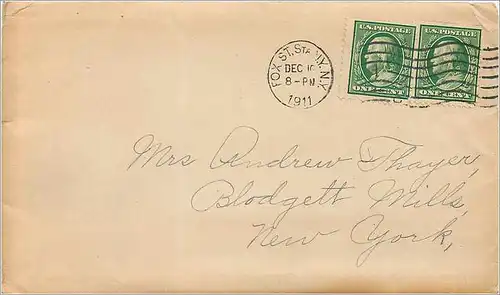 FOX ST. STA. N.Y. N.Y.
DEC 10
8-PM
1911
U.S. POSTAGE
ONE CENT
U.S. POSTAGE
ONE CENT
Mrs Andrew Thayer,
Blodgett Mills,
New York,